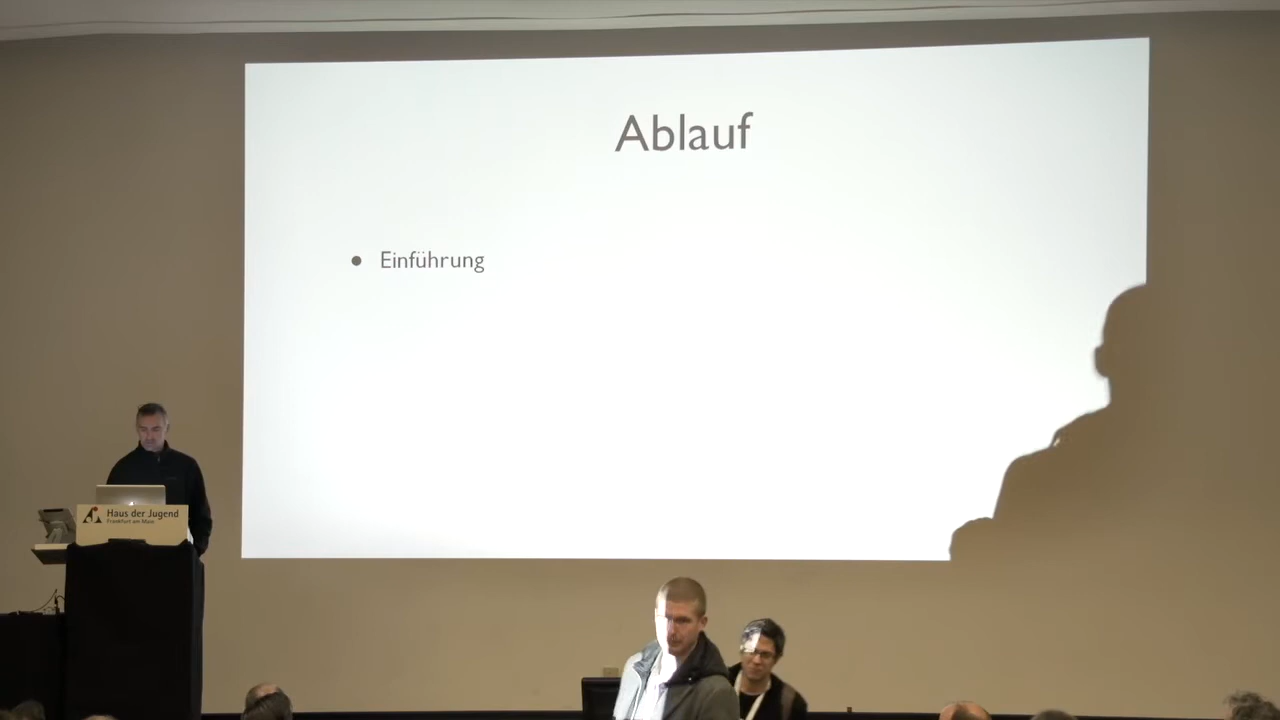 Ablauf
● Einführung
Haus der Jugend
Frankfurt am Main